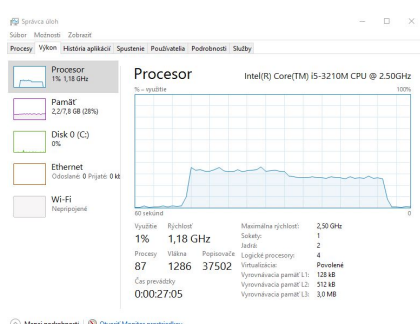 Správca úloh
Súbor Možnosti Zobraziť
Procesy Výkon História aplikácií Spustenie Používatelia Podrobnosti Služby
Procesor
1% 1,18 GHz
Pamäť
2,2/7,8 GB (28%)
Disk 0 (C:)
0%
Ethernet
Odoslané: 0 Prijaté: 0 kb
Wi-Fi
Nepripojené
Procesor
Intel(R) Core(TM) i5-3210M CPU @ 2.50GHz
% – využitie 100%
60 sekúnd 0
Využitie Rýchlosť
1% 1,18 GHz
Procesy Vlákna Popisovače
87 1286 37502
Čas prevádzky
0:00:27:05
Maximálna rýchlosť: 2,50 GHz
Sokety: 1
Jadrá: 2
Logické procesory: 4
Virtualizácia: Povolené
Vyrovnávacia pamäť L1: 128 kB
Vyrovnávacia pamäť L2: 512 kB
Vyrovnávacia pamäť L3: 3,0 MB
Menej podrobností Otvoriť Monitor prostriedkov